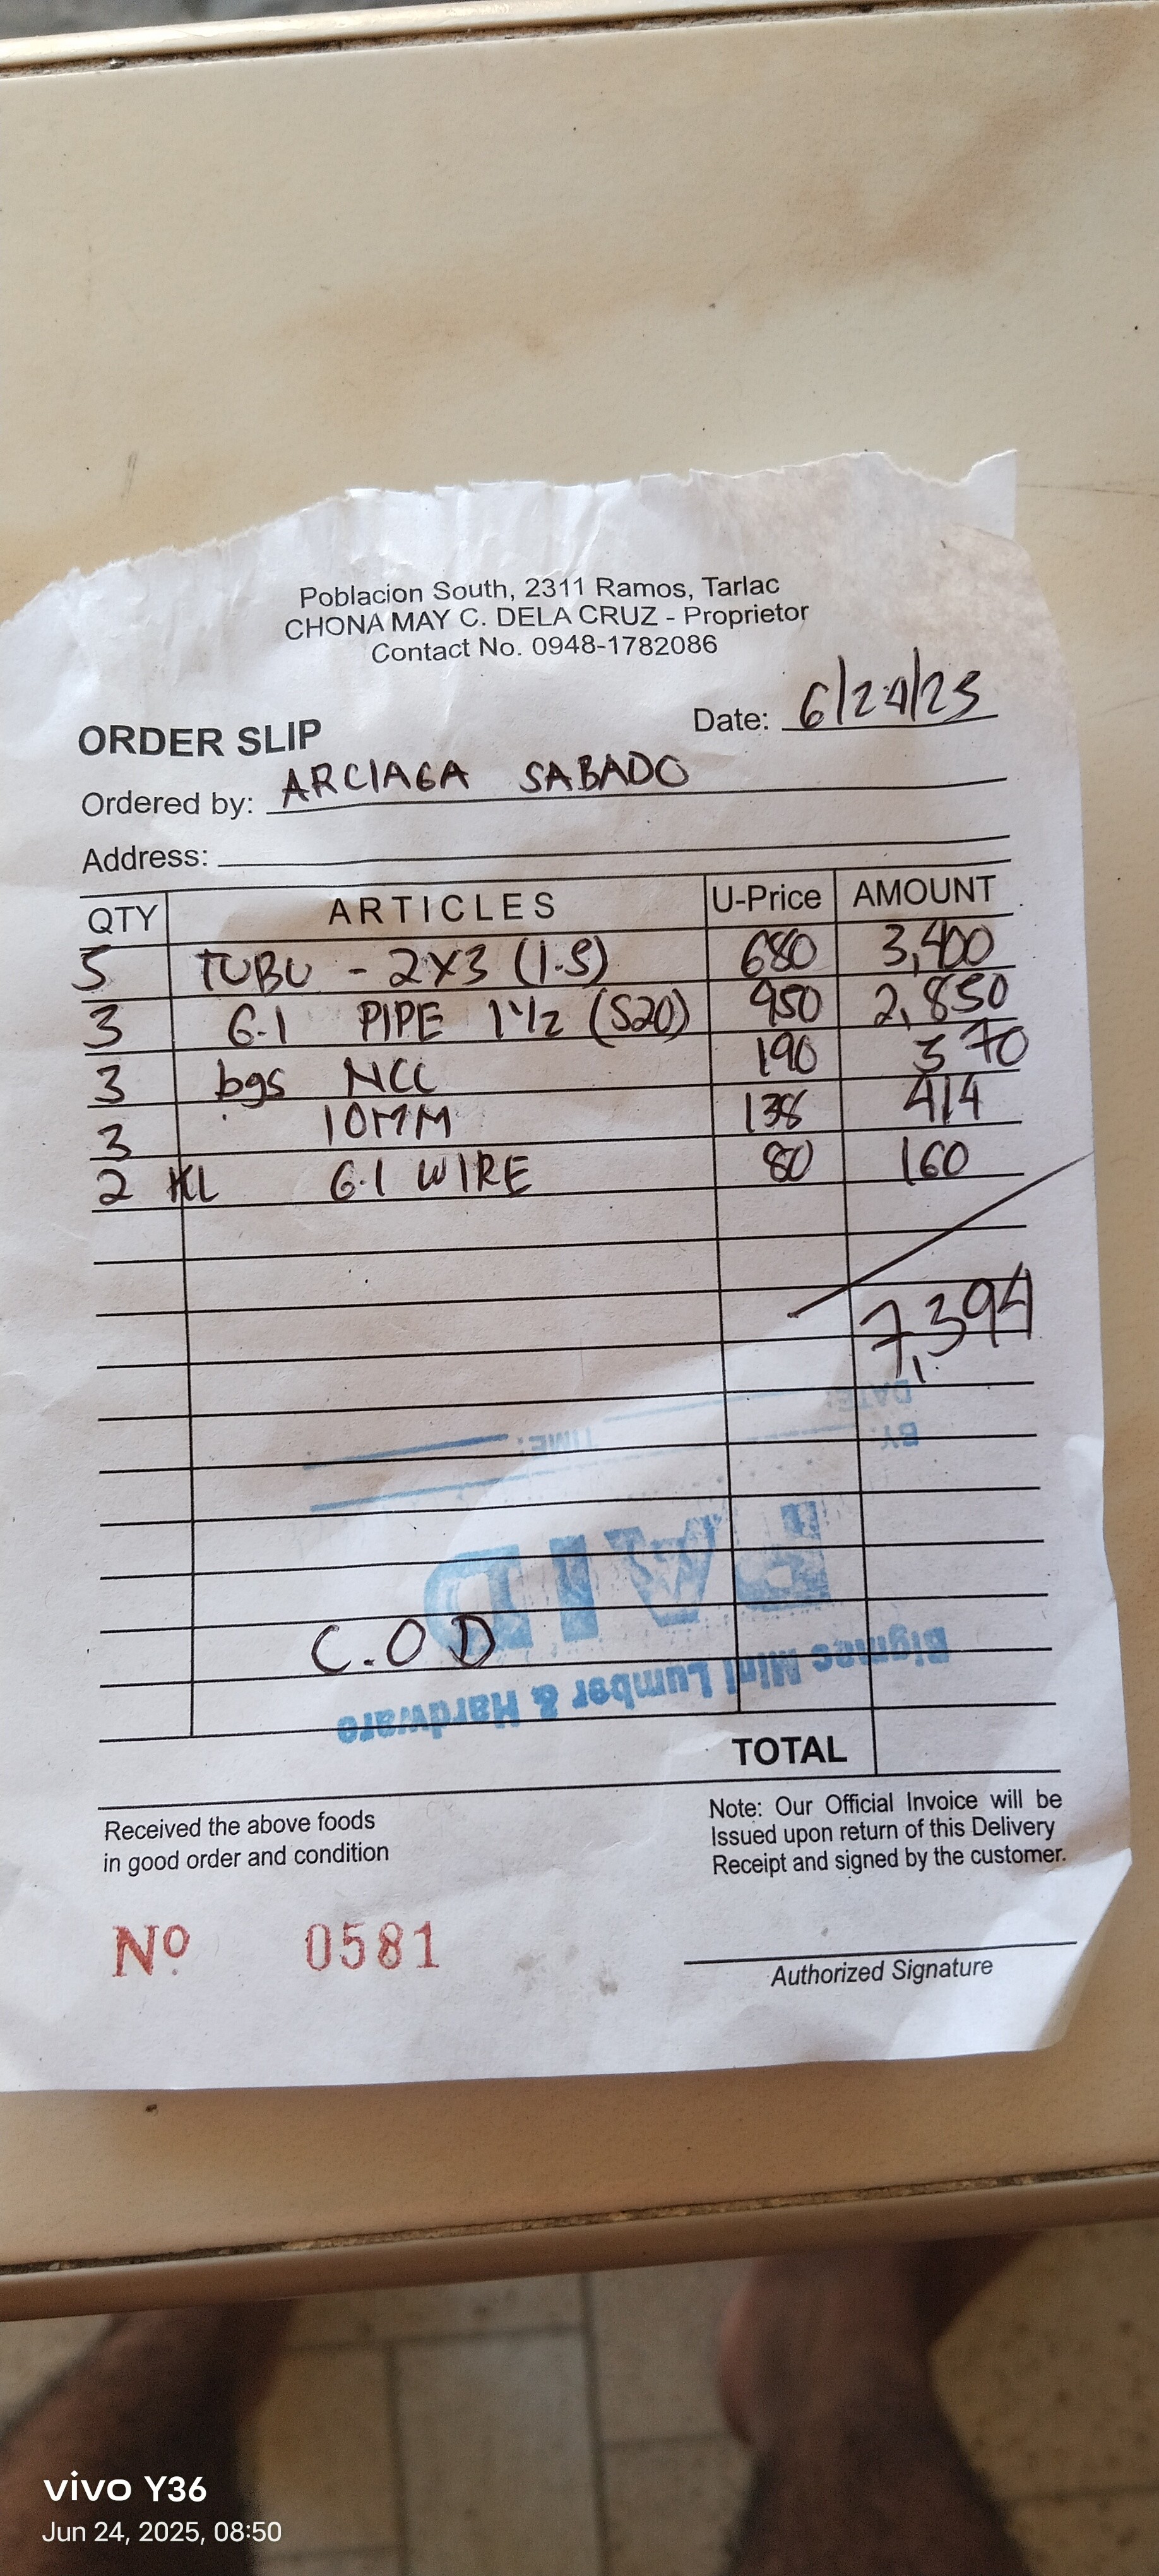 Poblacion South, 2311 Ramos, Tarlac
CHONA MAY C. DELA CRUZ - Proprietor
Contact No. 0948-1782086
ORDER SLIP
Date: 6/24/25
Ordered by: ARCIAGA SABADO
Address:
QTY ARTICLES U-Price AMOUNT
5 TUBU - 2x3 (1.5) 680 3,400
3 G.I PIPE 1 1/2 (S20) 950 2,850
3 bgs NCC 190 570
3 10MM 138 414
2 KL G.I WIRE 80 160
7,394
DATE:
BY: TIME:
PAID
C.O.D
Bigmac Mini Lumber & Hardware
TOTAL
Received the above foods
in good order and condition
Note: Our Official Invoice will be
Issued upon return of this Delivery
Receipt and signed by the customer.
Nº 0581
Authorized Signature
vivo Y36
Jun 24, 2025, 08:50